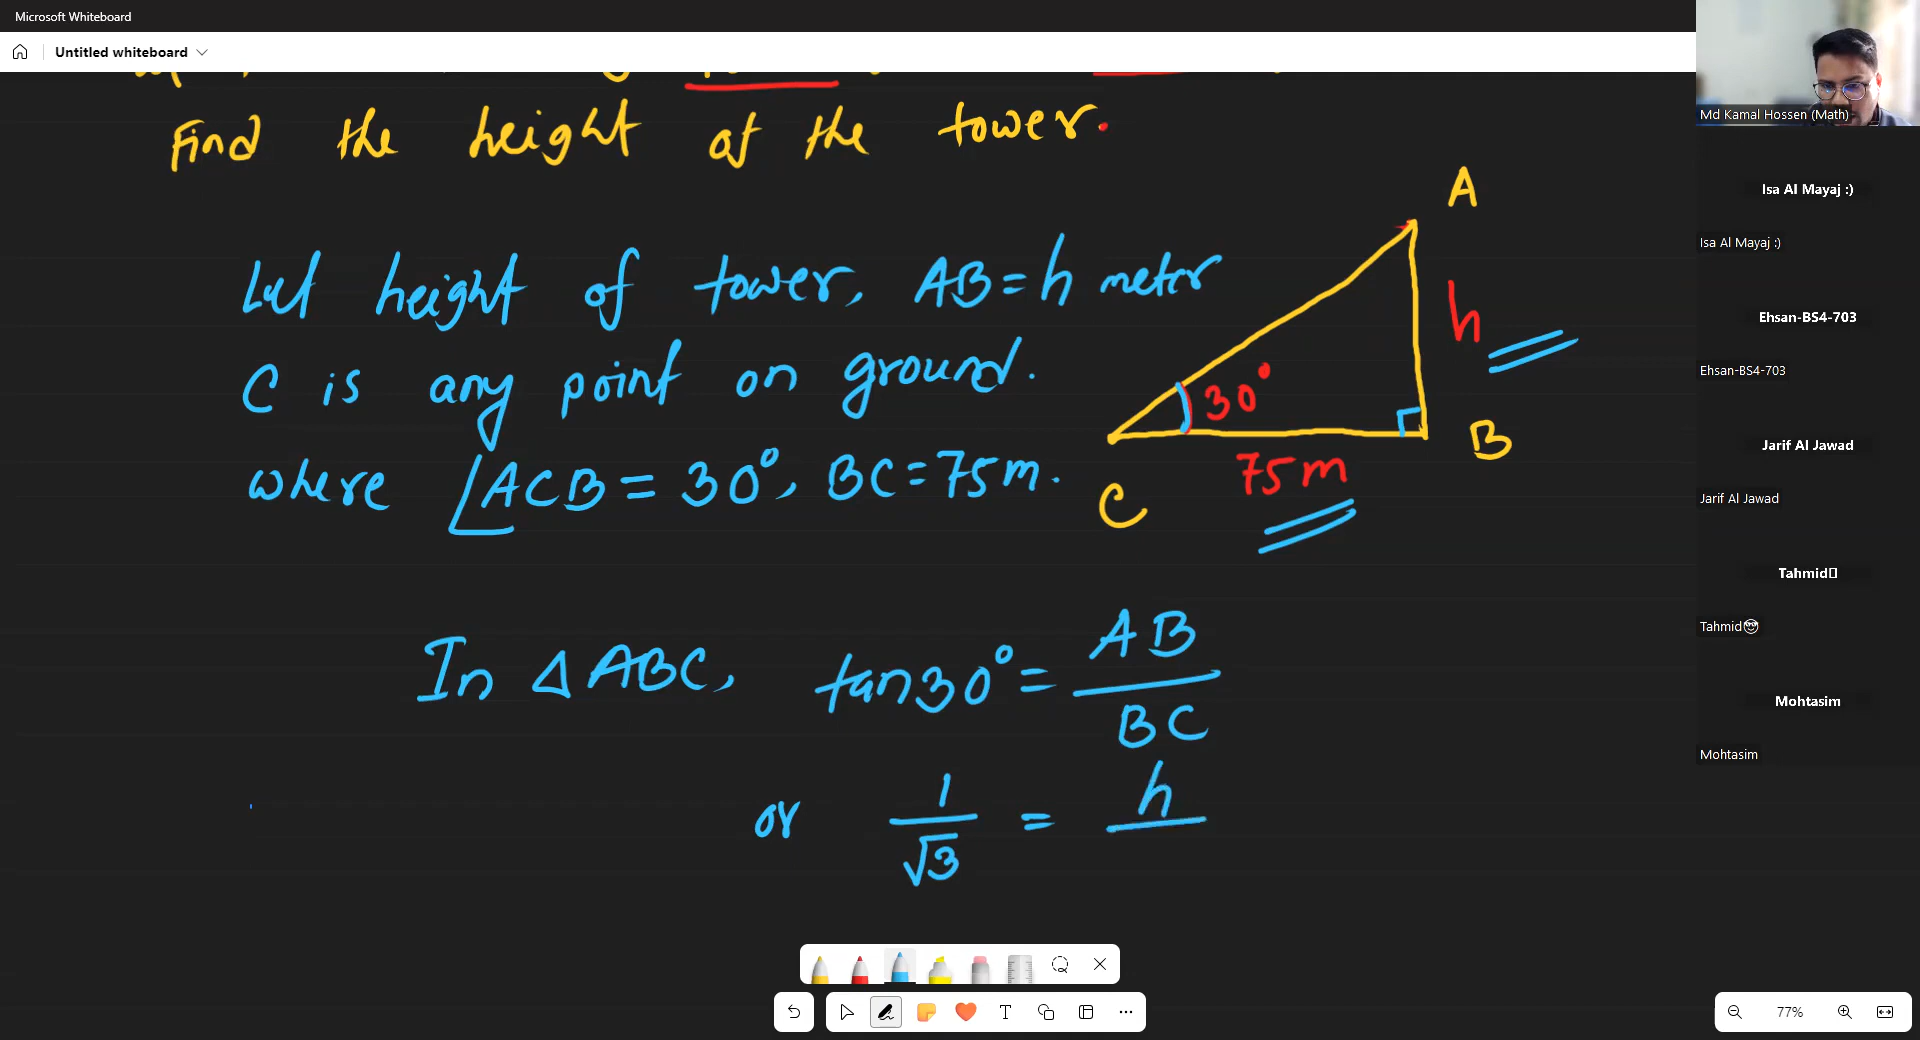 Microsoft Whiteboard
Untitled whiteboard
Find the height of the tower.
Let height of tower, AB = h meter
C is any point on ground.
where ∠ACB = 30°, BC = 75m.
A
h
30°
B
75m
C
In △ABC, tan30° = AB/BC
or 1/√3 = h
Md Kamal Hossen (Math)
Isa Al Mayaj :)
Isa Al Mayaj :)
Ehsan-BS4-703
Ehsan-BS4-703
Jarif Al Jawad
Jarif Al Jawad
Tahmid
Tahmid😎
Mohtasim
Mohtasim
77%